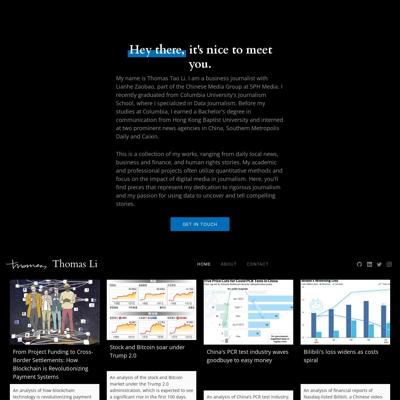 Hey there, it's nice to meet
you.
My name is Thomas Tao Li. I am a business journalist with
Lianhe Zaobao, part of the Chinese Media Group at SPH Media. I
recently graduated from Columbia University's Journalism
School, where I specialized in Data Journalism. Before my
studies at Columbia, I earned a Bachelor's degree in
communication from Hong Kong Baptist University and interned
at two prominent news agencies in China, Southern Metropolis
Daily and Caixin.
This is a collection of my works, ranging from daily local news,
business and finance, and human rights stories. My academic
and professional projects often utilize quantitative methods and
focus on the impact of digital media in journalism. Here, you'll
find pieces that represent my dedication to rigorous journalism
and my passion for using data to uncover and tell compelling
stories.
GET IN TOUCH
Thomas Thomas Li HOME ABOUT CONTACT
From Project Funding to Cross-
Border Settlements: How
Blockchain is Revolutionizing
Payment Systems
An analysis of how blockchain
technology is revolutionizing
Stock and Bitcoin soar under
Trump 2.0
An analysis of the stock and bitcoin
market under the Trump 2.0
administration, which is expected to see
a significant rise in the first 100 days.
China's PCR test industry waves
goodbye to easy money
Bilibili's loss widens as costs
spiral
An analysis of financial reports of
Nasdaq-listed Bilibili, a Chinese video